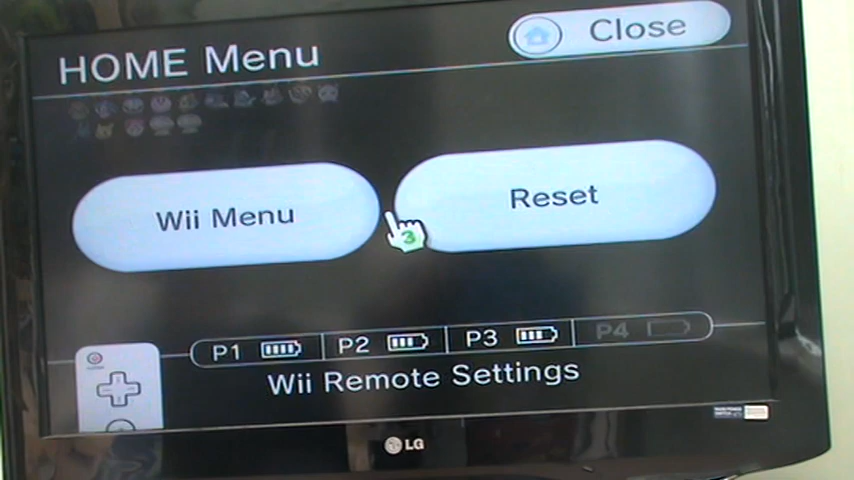 HOME Menu
Close
Wii Menu
Reset
3
P1 P2 P3 P4
Wii Remote Settings
LG